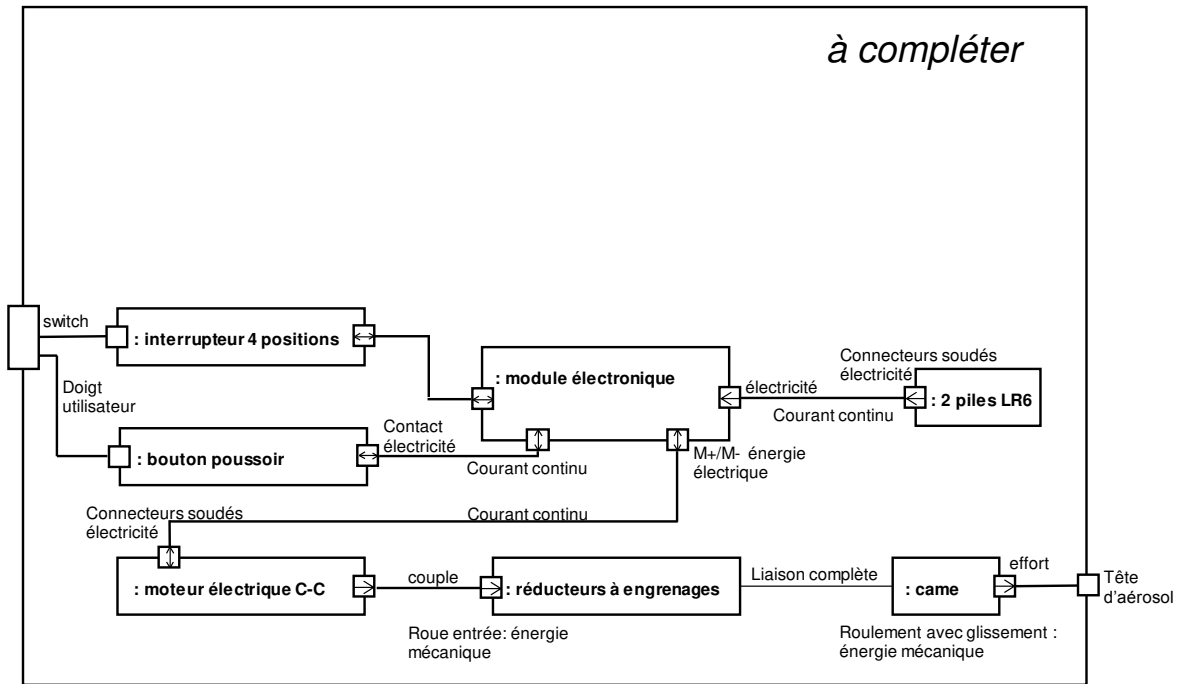 à compléter
switch
: interrupteur 4 positions
Doigt
utilisateur
: module électronique
électricité
Courant continu
Connecteurs soudés
électricité
: 2 piles LR6
: bouton poussoir
Contact
électricité
Courant continu
M+/M- énergie
électrique
Connecteurs soudés
électricité
Courant continu
: moteur électrique C-C
couple
: réducteurs à engrenages
Liaison complète
: came
effort
Tête
d'aérosol
Roue entrée: énergie
mécanique
Roulement avec glissement :
énergie mécanique